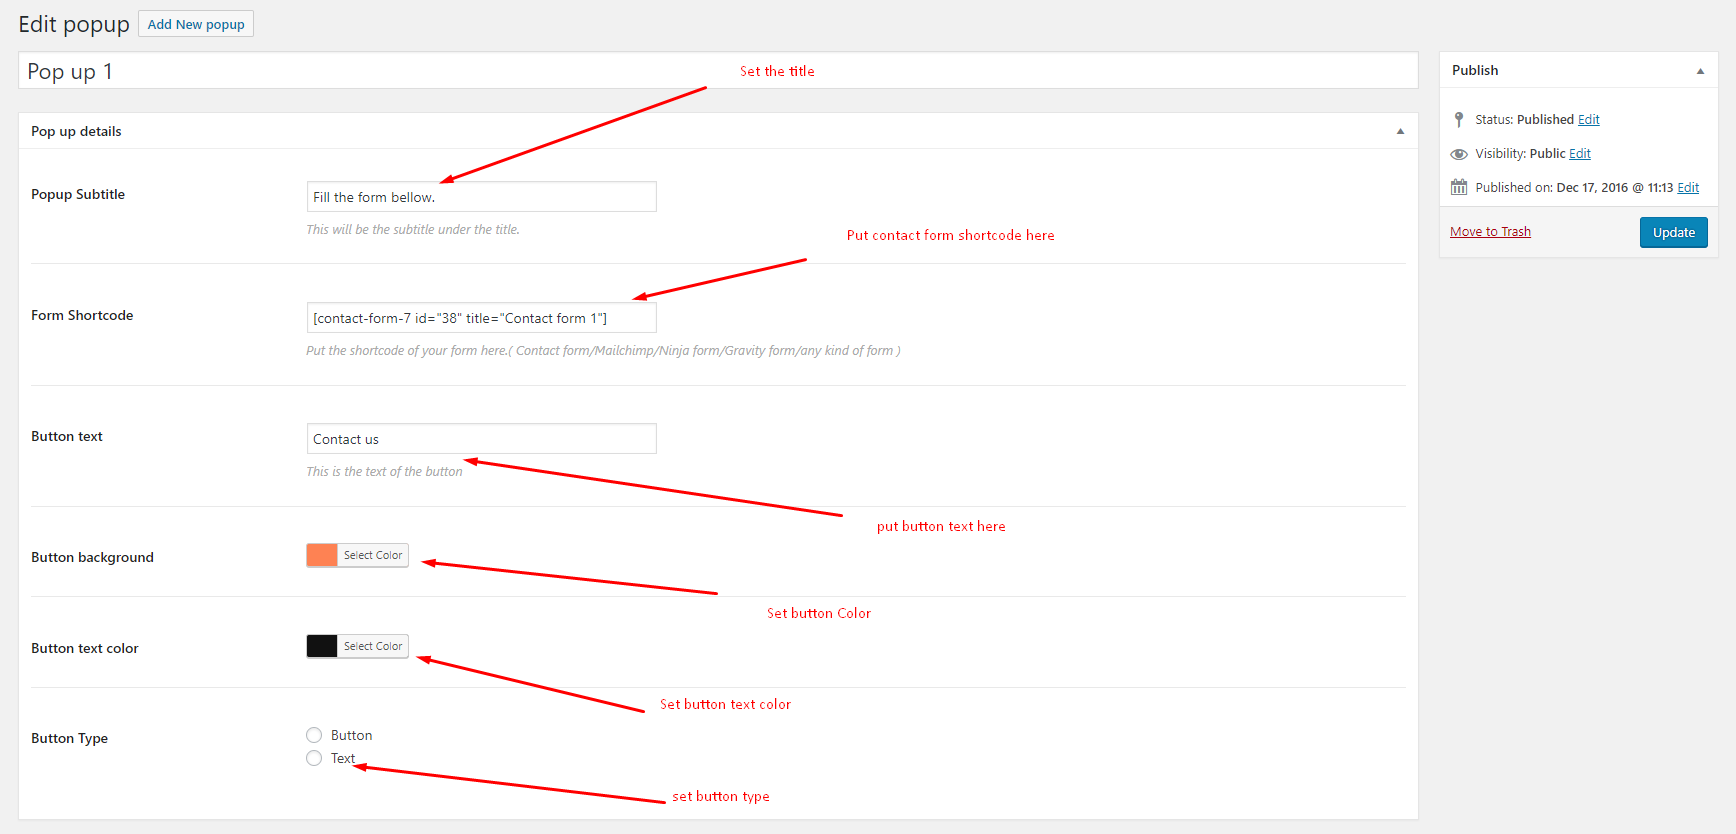 Edit popup Add New popup
Pop up 1
Set the title
Pop up details
Popup Subtitle
Fill the form bellow.
This will be the subtitle under the title.
Put contact form shortcode here
Form Shortcode
[contact-form-7 id="38" title="Contact form 1"]
Put the shortcode of your form here.( Contact form/Mailchimp/Ninja form/Gravity form/any kind of form )
Button text
Contact us
This is the text of the button
put button text here
Button background
Select Color
Set button Color
Button text color
Select Color
Set button text color
Button Type
Button
Text
set button type
Publish
Status: Published Edit
Visibility: Public Edit
Published on: Dec 17, 2016 @ 11:13 Edit
Move to Trash
Update